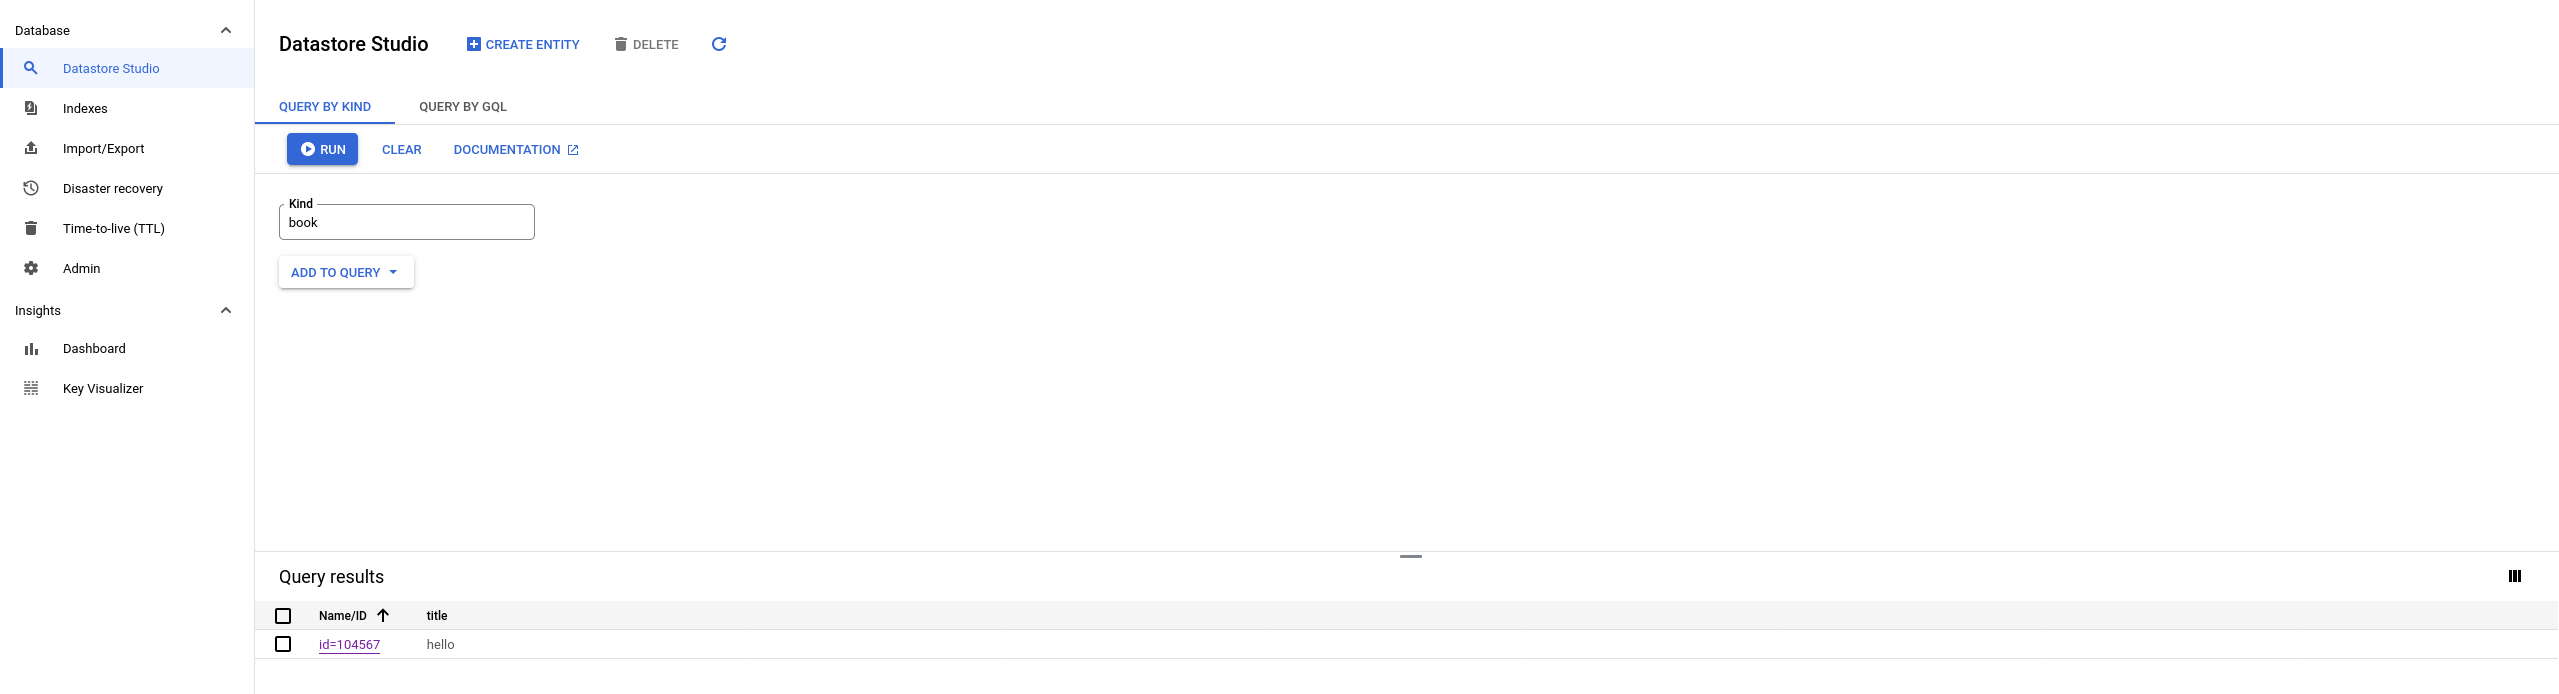 Database
Datastore Studio
Indexes
Import/Export
Disaster recovery
Time-to-live (TTL)
Admin
Insights
Dashboard
Key Visualizer
Datastore Studio CREATE ENTITY DELETE
QUERY BY KIND QUERY BY GQL
RUN CLEAR DOCUMENTATION
Kind
book
ADD TO QUERY
Query results
Name/ID title
id=104567 hello